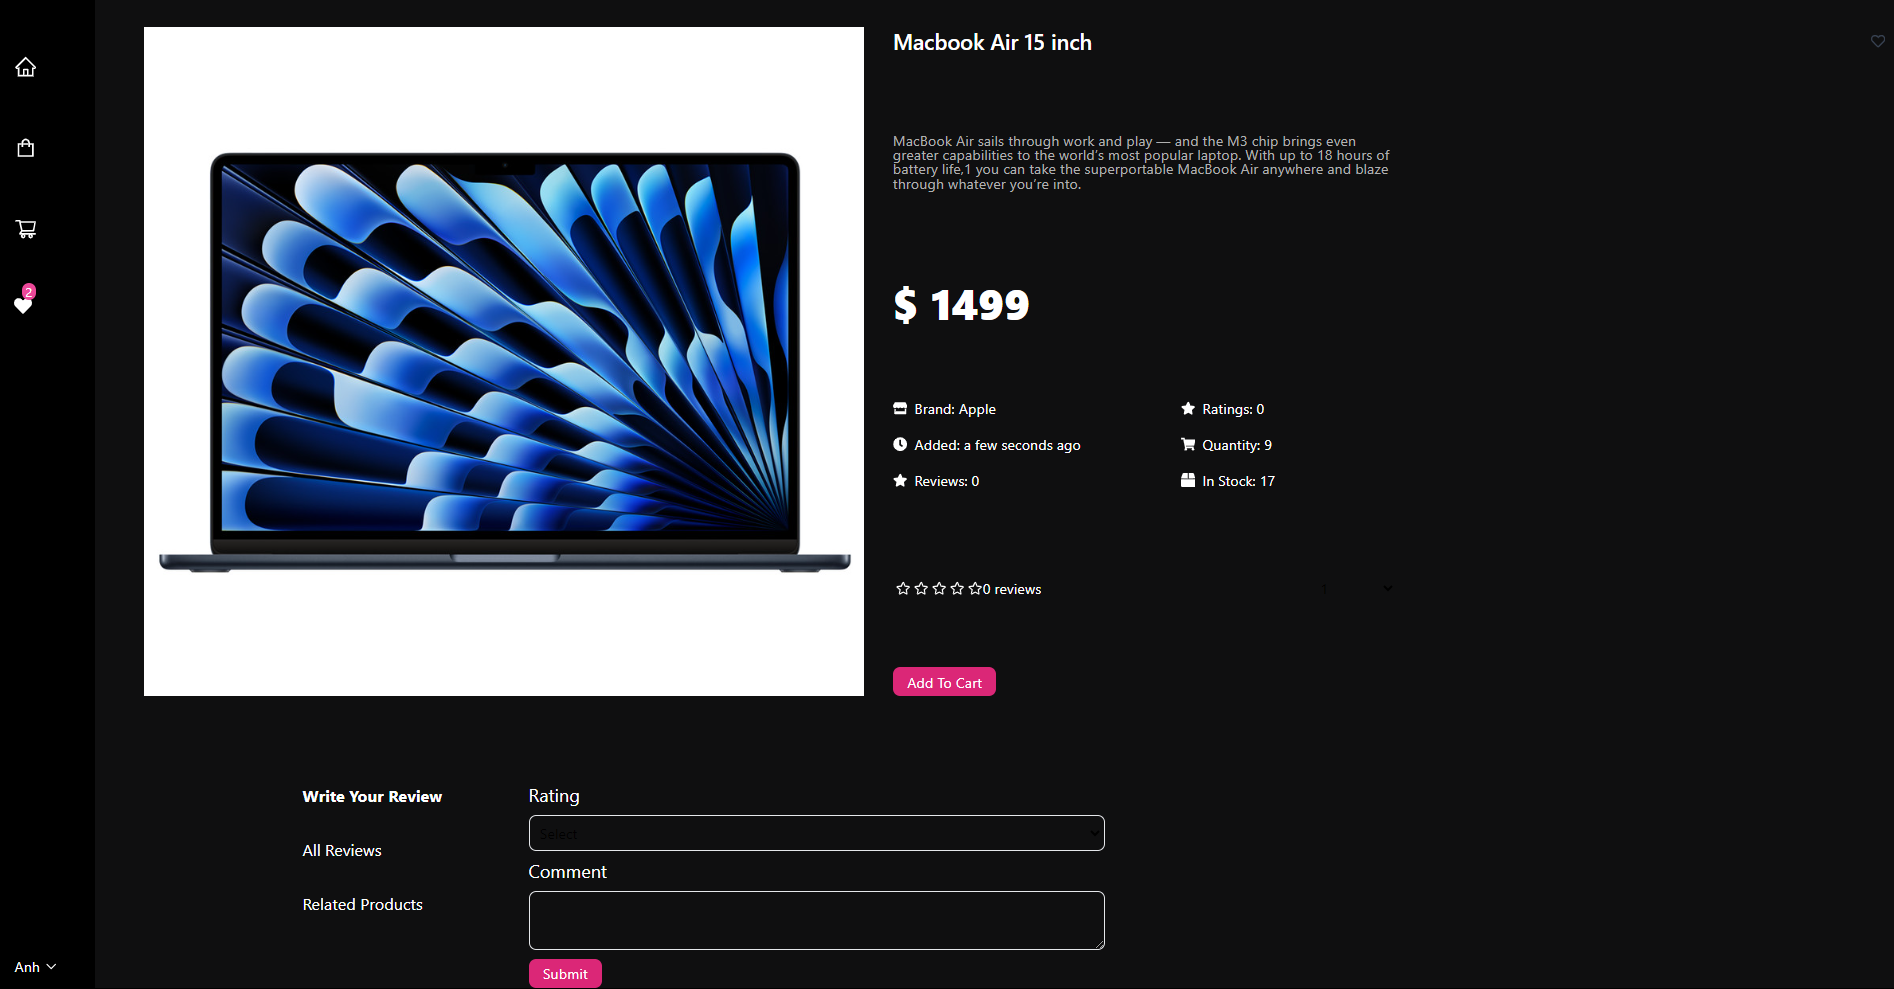 Macbook Air 15 inch
2
MacBook Air sails through work and play — and the M3 chip brings even
greater capabilities to the world’s most popular laptop. With up to 18 hours of
battery life,1 you can take the superportable MacBook Air anywhere and blaze
through whatever you’re into.
$ 1499
Brand: Apple
Ratings: 0
Added: a few seconds ago
Quantity: 9
Reviews: 0
In Stock: 17
0 reviews
1
Add To Cart
Write Your Review
All Reviews
Related Products
Rating
Select
Comment
Submit
Anh